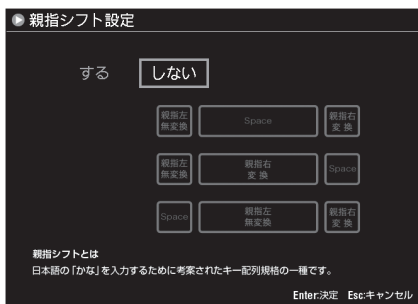 親指シフト設定
する しない
親指左
無変換
Space
親指右
変 換
親指左
無変換
親指右
変 換
Space
Space
親指左
無変換
親指右
変 換
親指シフトとは
日本語の「かな」を入力するために考案されたキー配列規格の一種です。
Enter:決定 Esc:キャンセル